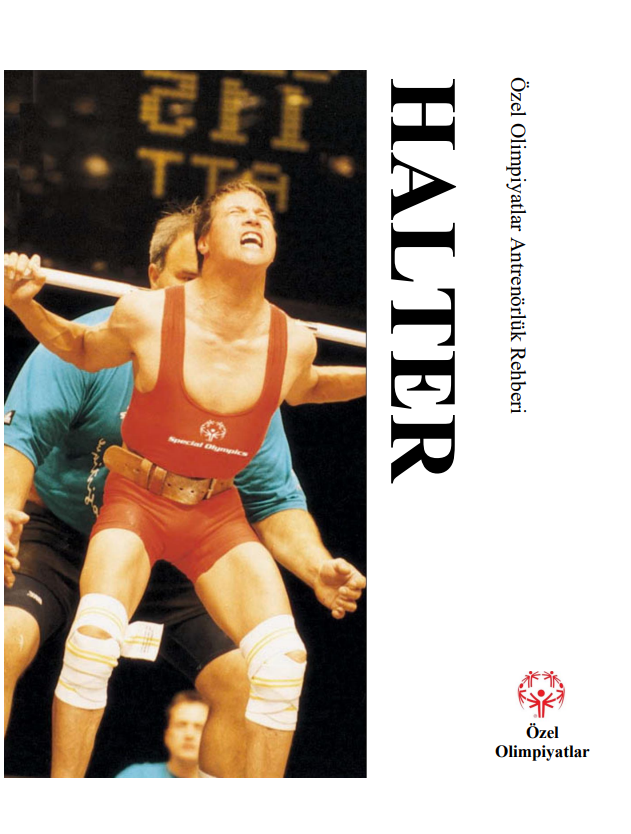 Özel Olimpiyatlar Antrenörlük Rehberi
HALTER
Special Olympics
Özel
Olimpiyatlar